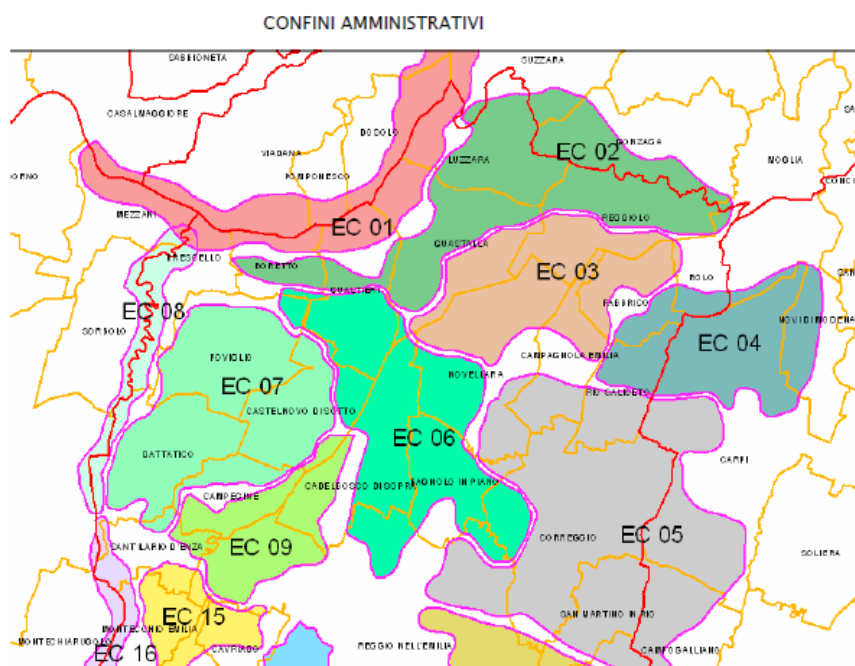 CONFINI AMMINISTRATIVI
SABBIONETA
SUZZARA
CASALMAGGIORE
DOSOLO
GONZAGA
VIADANA
EC 02
MOGLIA
LUZZARA
POMPONESCO
MEZZANI
REGGIOLO
EC 01
GUASTALLA
BRESCELLO
BORETTO
EC 03
ROLO
GUALTIERI
FABBRICO
EC 08
NOVI DI MODENA
SORBOLO
EC 04
POVIGLIO
CAMPAGNOLA EMILIA
NOVELLARA
EC 07
RIO SALICETO
CASTELNOVO DI SOTTO
EC 06
GATTATICO
CARPI
CADELBOSCO DI SOPRA
BAGNOLO IN PIANO
CAMPEGINE
EC 05
CORREGGIO
SANT'ILARIO D'ENZA
EC 09
SOLIERA
EC 15
SAN MARTINO IN RIO
MONTECCHIO EMILIA
MONTECHIARUGOLO
REGGIO NELL'EMILIA
CAVRIAGO
CAMPOGALLIANO
EC 16